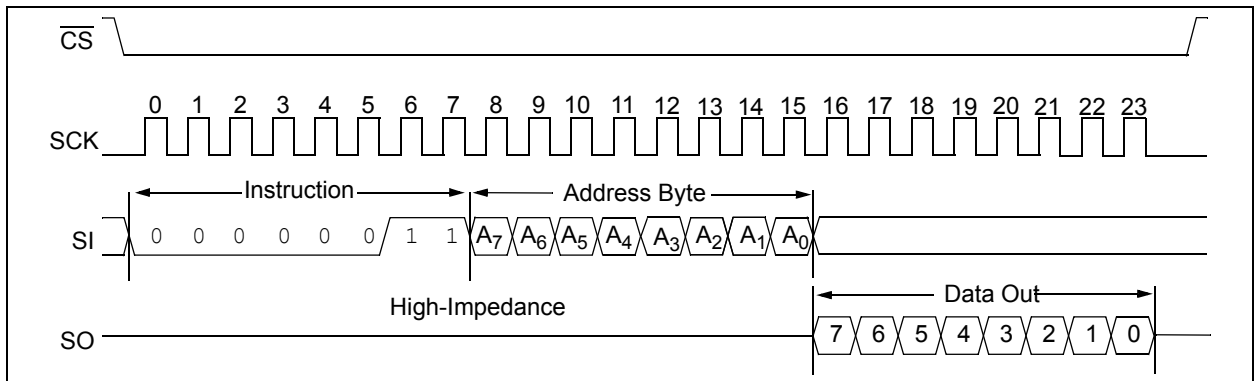 CS
0 1 2 3 4 5 6 7 8 9 10 11 12 13 14 15 16 17 18 19 20 21 22 23
SCK
Instruction Address Byte
SI 0 0 0 0 0 0 1 1 A7 A6 A5 A4 A3 A2 A1 A0
High-Impedance Data Out
SO 7 6 5 4 3 2 1 0